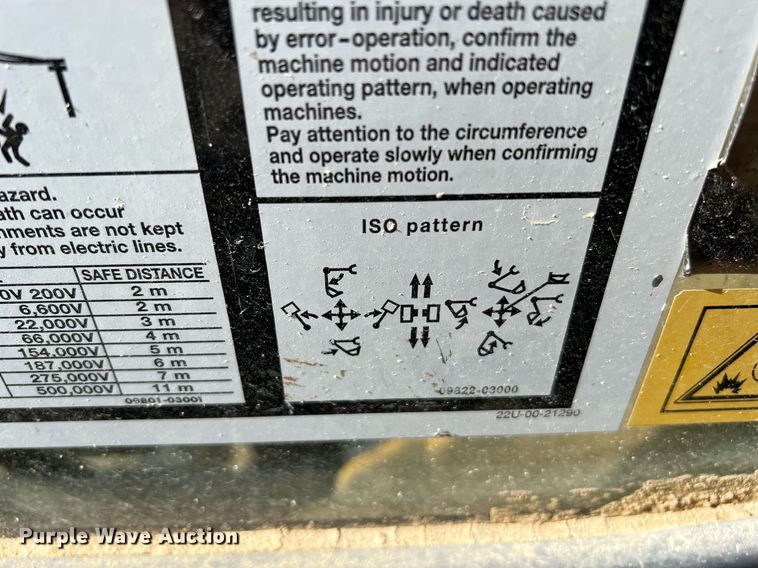 resulting in injury or death caused
by error-operation, confirm the
machine motion and indicated
operating pattern, when operating
machines.
Pay attention to the circumference
and operate slowly when confirming
the machine motion.
azard.
ath can occur
nments are not kept
y from electric lines.
SAFE DISTANCE
0V 200V 2 m
6,600V 2 m
22,000V 3 m
66,000V 4 m
154,000V 5 m
187,000V 6 m
275,000V 7 m
500,000V 11 m
09801-03001
ISO pattern
09822-03000
22U-00-21290
Purple Wave Auction